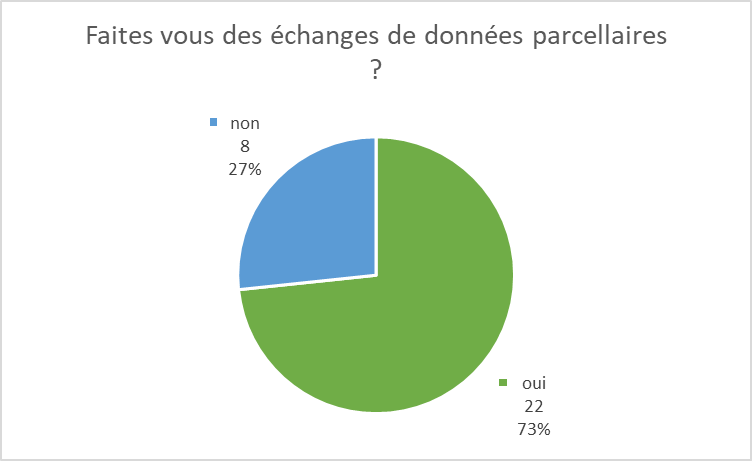 Faites vous des échanges de données parcellaires
?
non
8
27%
oui
22
73%